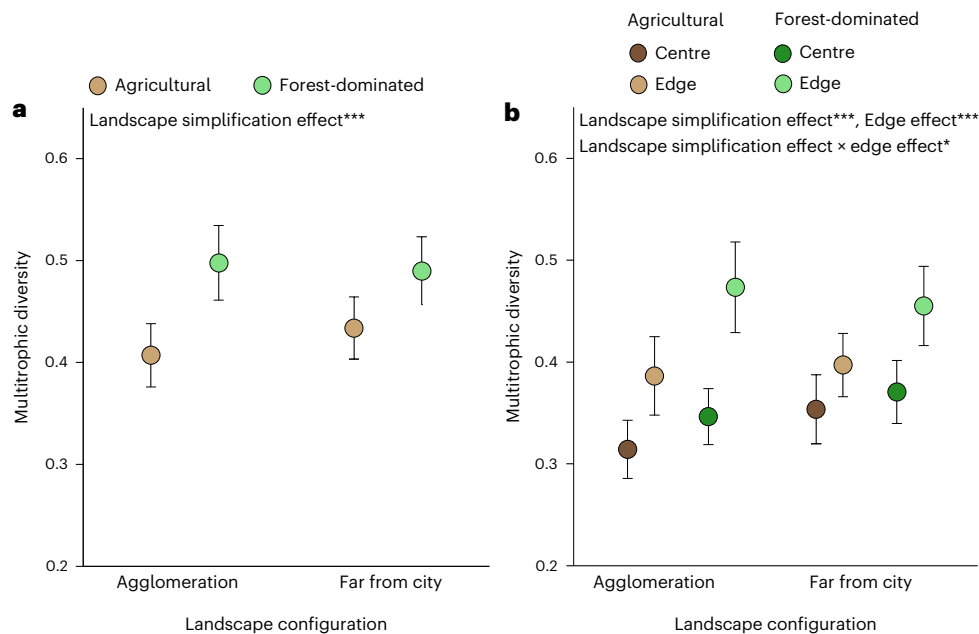 a
Agricultural
Forest-dominated
Landscape simplification effect***
0.6
0.5
0.4
0.3
0.2
Multitrophic diversity
Agglomeration
Far from city
Landscape configuration
b
Agricultural
Forest-dominated
Centre
Centre
Edge
Edge
Landscape simplification effect***, Edge effect***
Landscape simplification effect × edge effect*
0.6
0.5
0.4
0.3
0.2
Multitrophic diversity
Agglomeration
Far from city
Landscape configuration